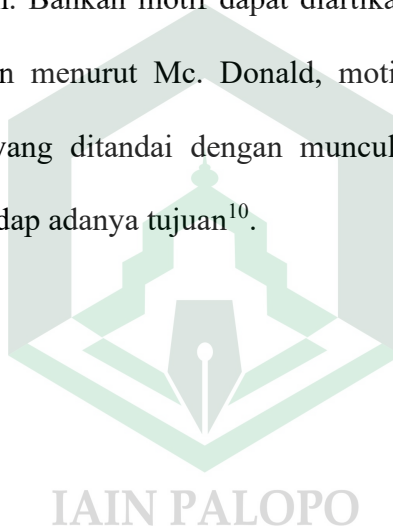 Bahkan motif dapat diartika
menurut Mc. Donald, moti
yang ditandai dengan muncul
dap adanya tujuan10.
IAIN PALOPO